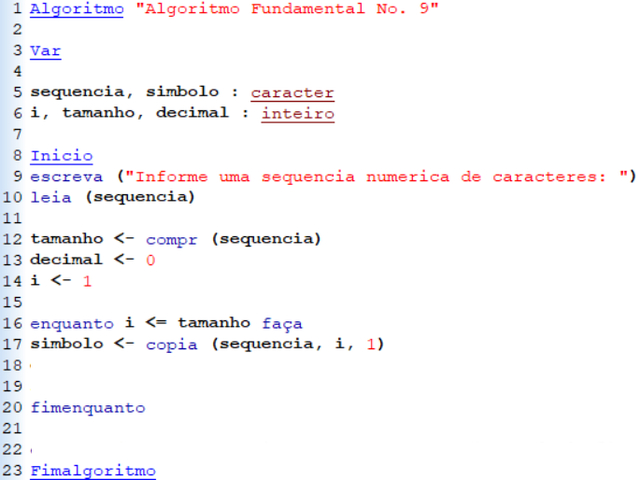 1 Algoritmo "Algoritmo Fundamental No. 9"
2
3 Var
4
5 sequencia, simbolo : caracter
6 i, tamanho, decimal : inteiro
7
8 Inicio
9 escreva ("Informe uma sequencia numerica de caracteres: ")
10 leia (sequencia)
11
12 tamanho <- compr (sequencia)
13 decimal <- 0
14 i <- 1
15
16 enquanto i <= tamanho faça
17 simbolo <- copia (sequencia, i, 1)
18
19
20 fimenquanto
21
22
23 Fimalgoritmo